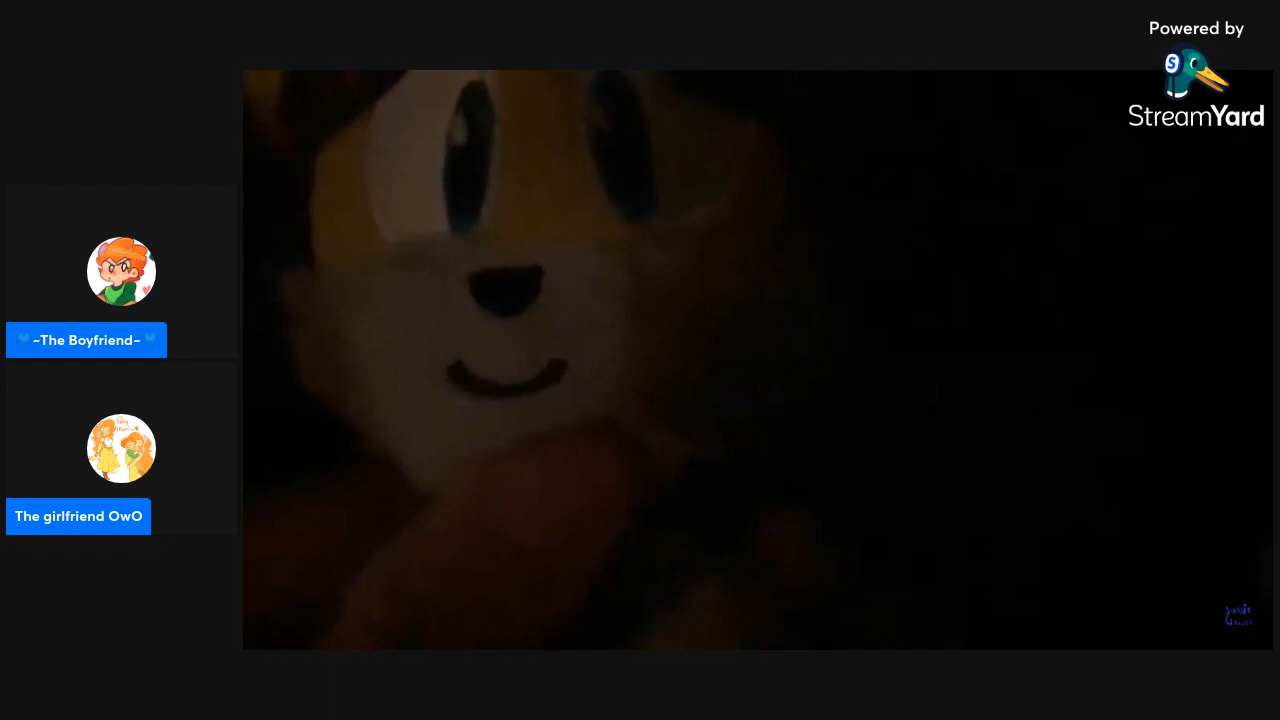 Powered by
StreamYard
💙~The Boyfriend~💙
The girlfriend OwO